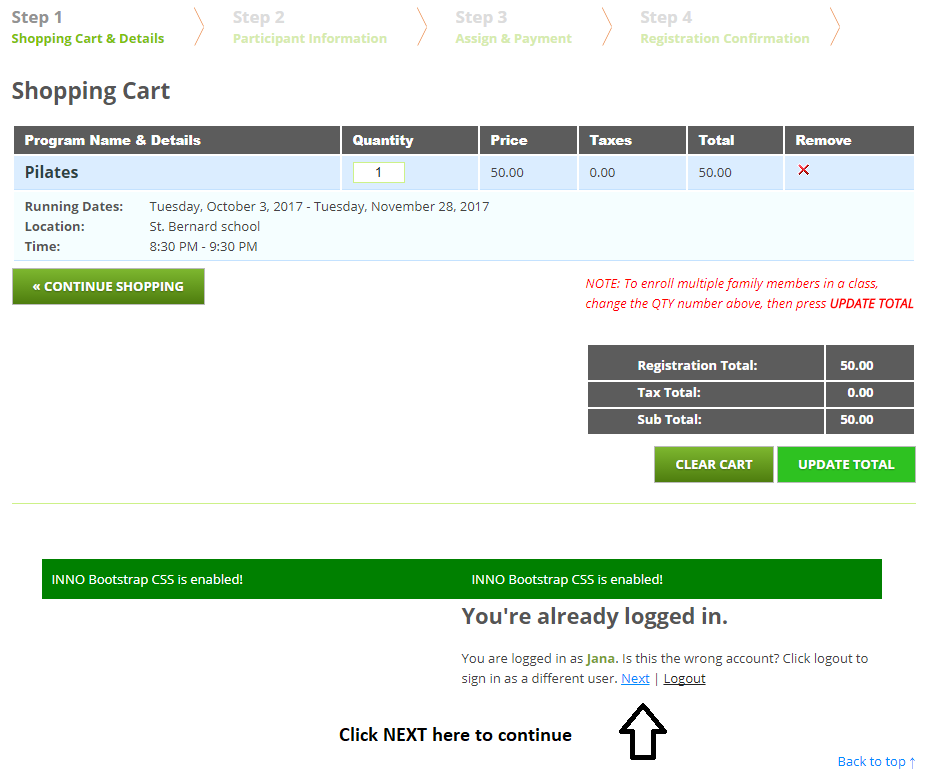 Step 1 Step 2 Step 3 Step 4
Shopping Cart & Details Participant Information Assign & Payment Registration Confirmation
Shopping Cart
Program Name & Details Quantity Price Taxes Total Remove
Pilates 1 50.00 0.00 50.00
Running Dates: Tuesday, October 3, 2017 - Tuesday, November 28, 2017
Location: St. Bernard school
Time: 8:30 PM - 9:30 PM
« CONTINUE SHOPPING
NOTE: To enroll multiple family members in a class,
change the QTY number above, then press UPDATE TOTAL
Registration Total: 50.00
Tax Total: 0.00
Sub Total: 50.00
CLEAR CART UPDATE TOTAL
INNO Bootstrap CSS is enabled! INNO Bootstrap CSS is enabled!
You're already logged in.
You are logged in as Jana. Is this the wrong account? Click logout to
sign in as a different user. Next | Logout
Click NEXT here to continue
Back to top ↑